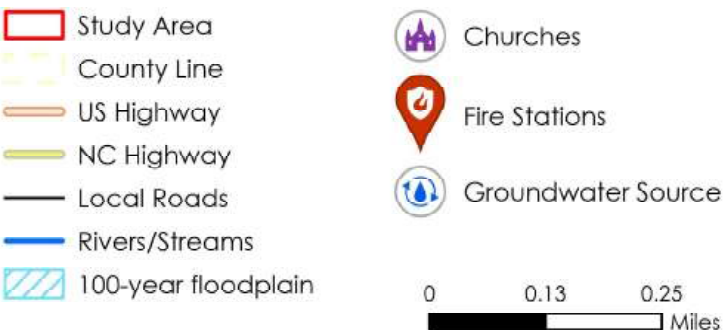 Study Area
County Line
US Highway
NC Highway
Local Roads
Rivers/Streams
100-year floodplain
Churches
Fire Stations
Groundwater Source
0 0.13 0.25
Miles